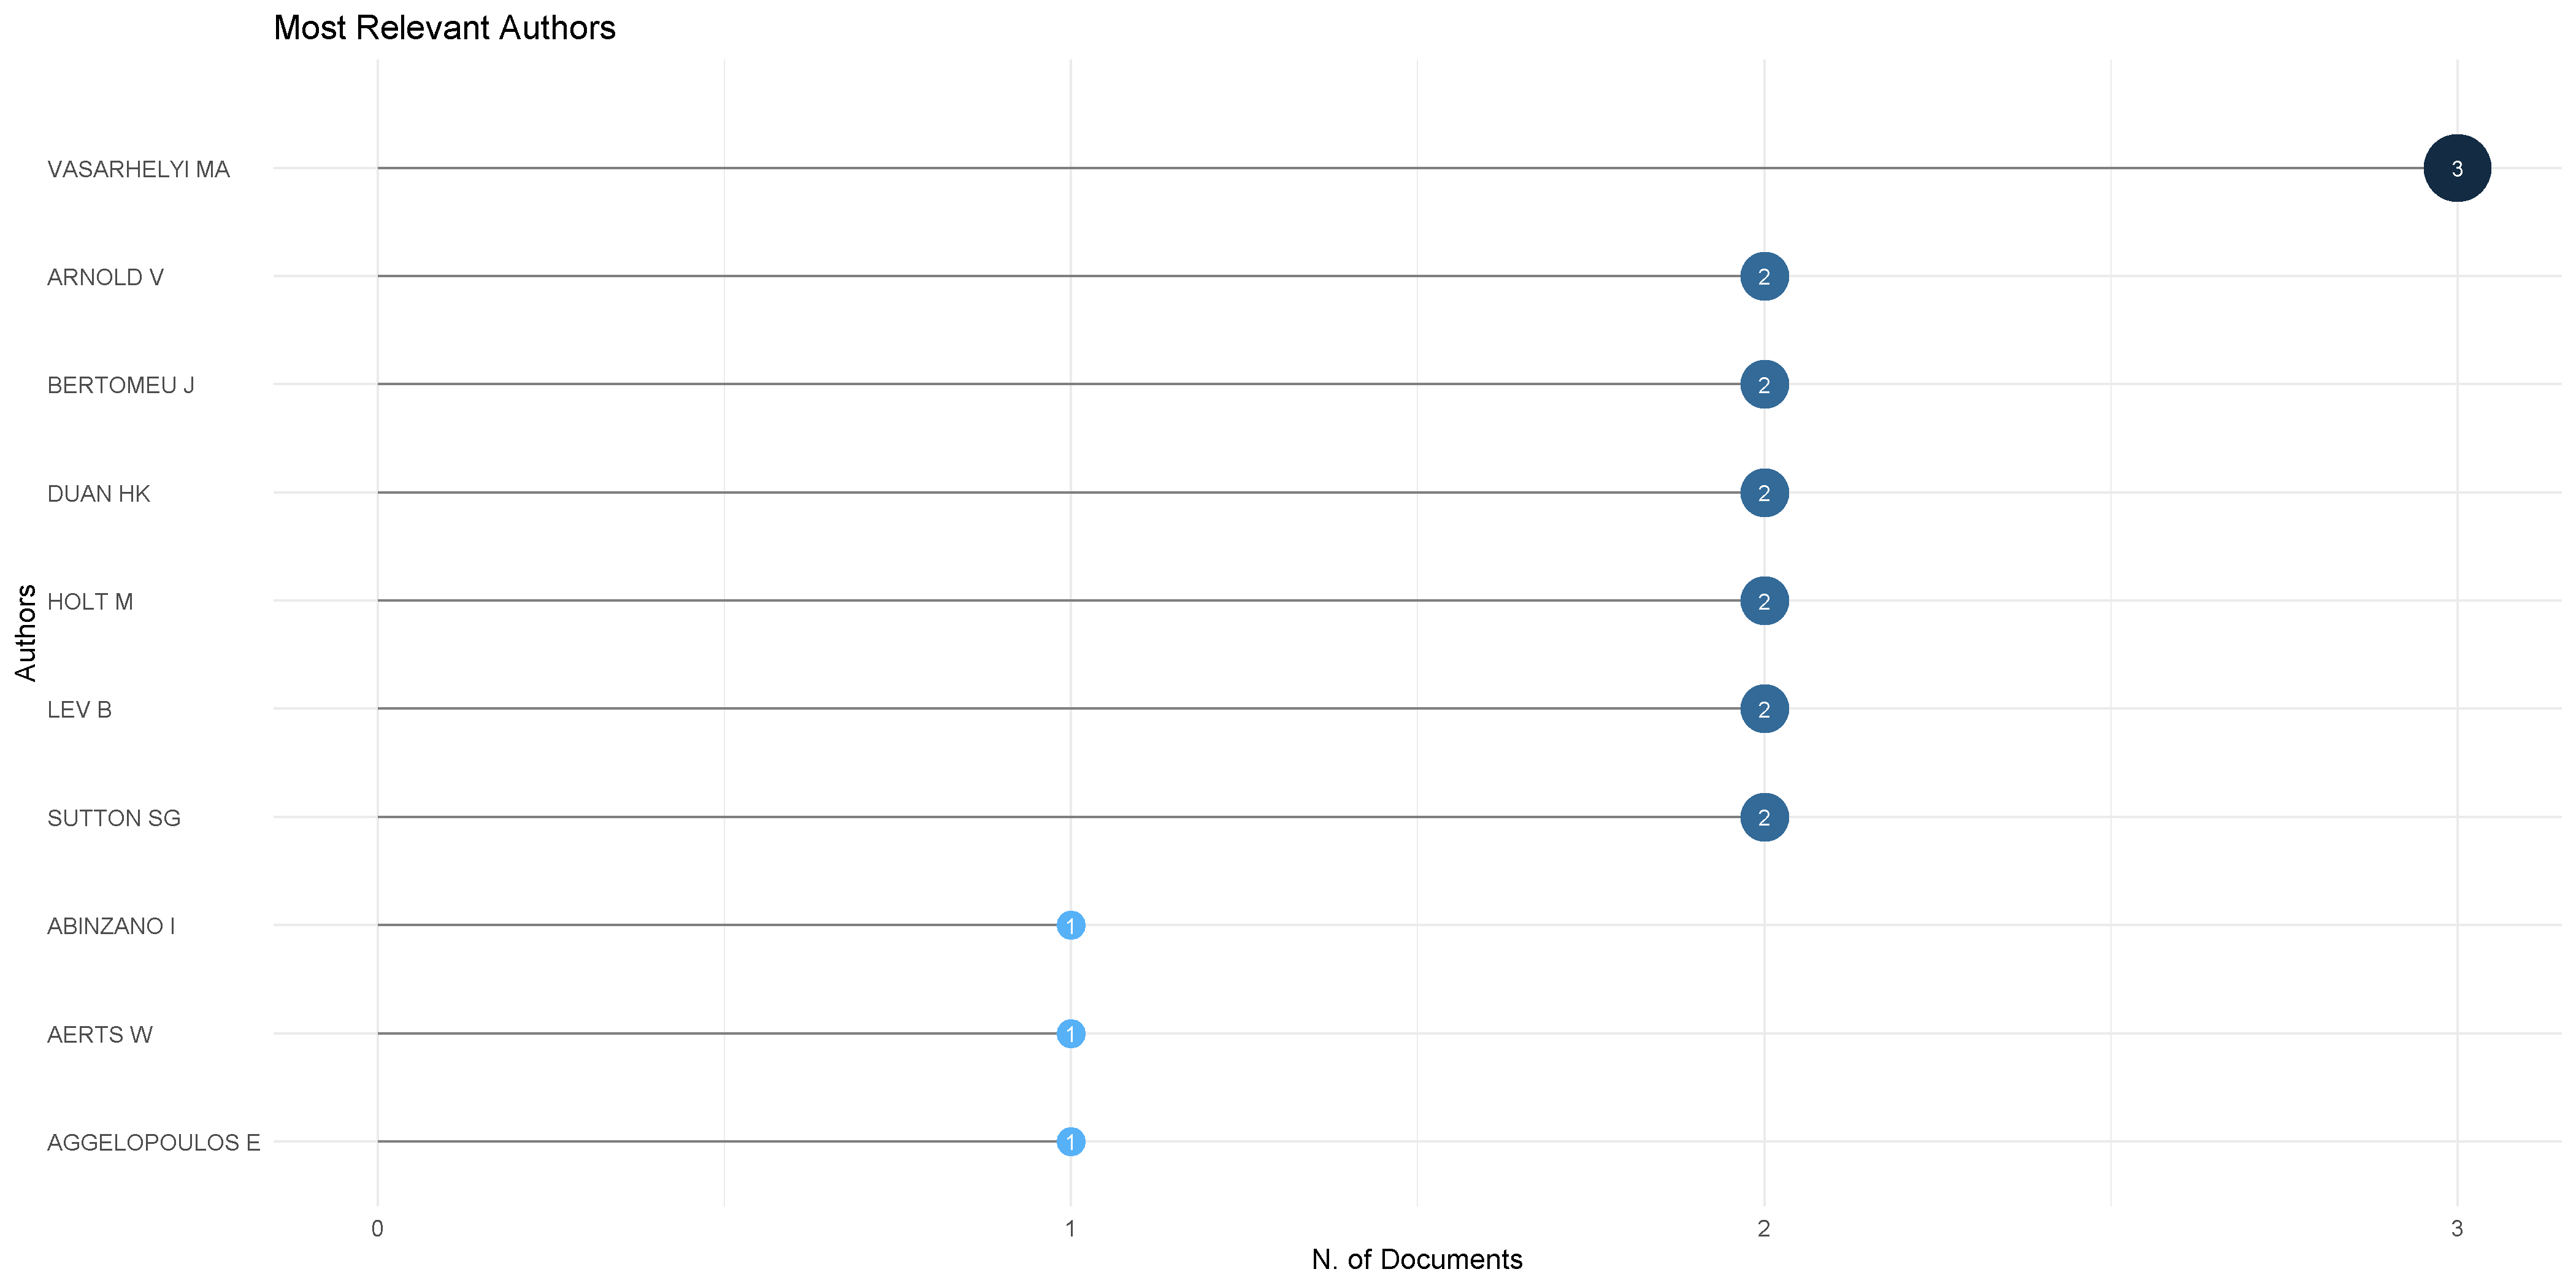 Most Relevant Authors
Authors
VASARHELYI MA 3
ARNOLD V 2
BERTOMEU J 2
DUAN HK 2
HOLT M 2
LEV B 2
SUTTON SG 2
ABINZANO I 1
AERTS W 1
AGGELOPOULOS E 1
0 1 2 3
N. of Documents